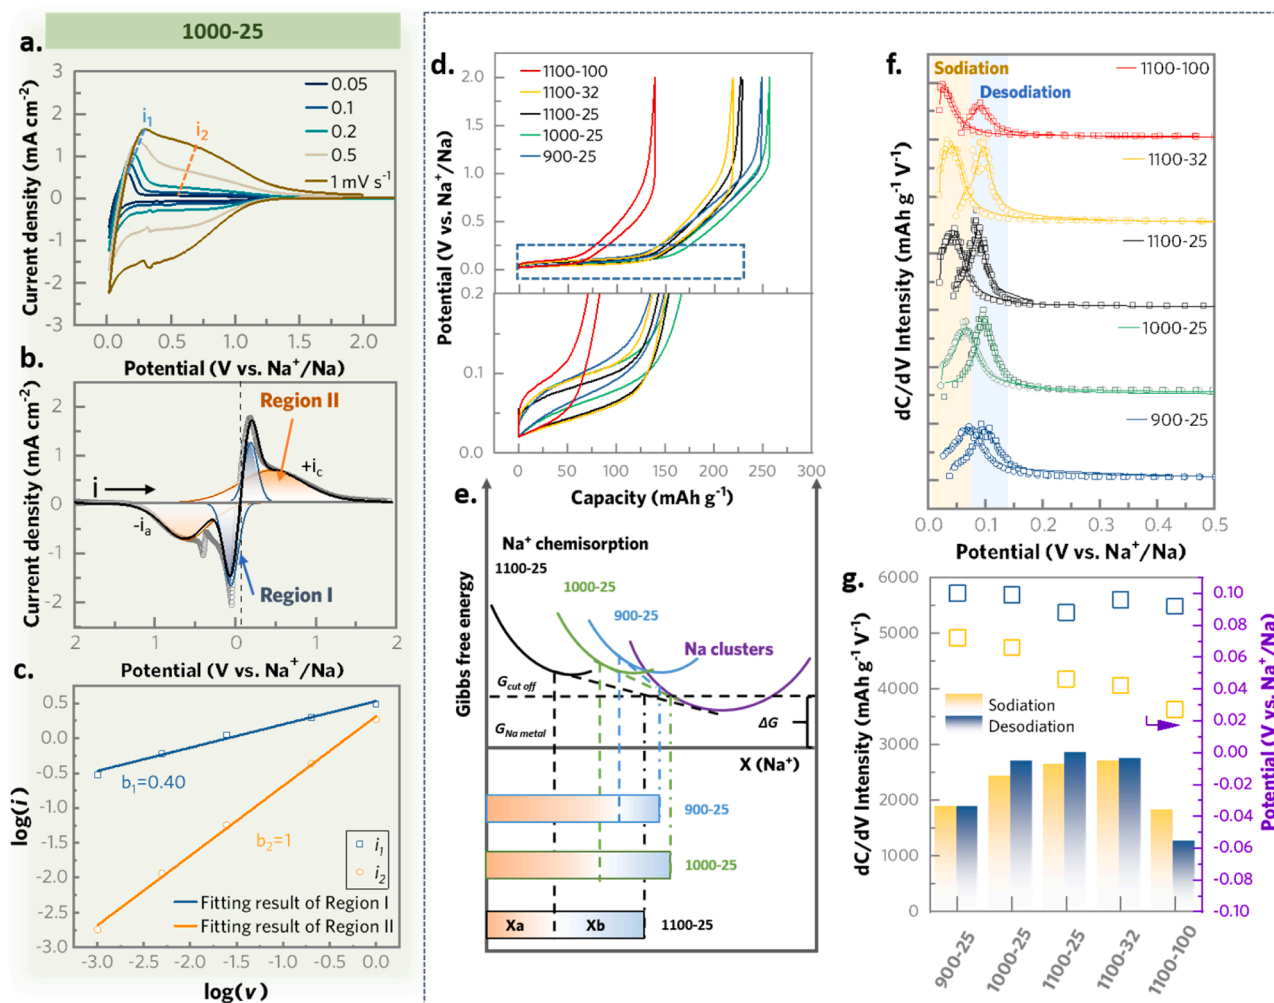 1000-25
a.
3
2
1
0
-1
-2
-3
0.0
0.5
1.0
1.5
2.0
Current density (mA cm⁻²)
Potential (V vs. Na⁺/Na)
i₁
i₂
0.05
0.1
0.2
0.5
1 mV s⁻¹
b.
2
1
0
-1
-2
2
1
0
1
2
Current density (mA cm⁻²)
Potential (V vs. Na⁺/Na)
Region II
+i_c
i
-i_a
Region I
c.
0.5
0.0
-0.5
-1.0
-1.5
-2.0
-2.5
-3.0
-3.0
-2.5
-2.0
-1.5
-1.0
-0.5
0.0
log(i)
log(v)
b₁=0.40
b₂=1
i₁
i₂
Fitting result of Region I
Fitting result of Region II
d.
2.0
1.5
1.0
0.5
0.0
0.2
0.1
0.0
0
50
100
150
200
250
300
Potential (V vs. Na⁺/Na)
Capacity (mAh g⁻¹)
1100-100
1100-32
1100-25
1000-25
900-25
e.
Gibbs free energy
Na⁺ chemisorption
1100-25
1000-25
900-25
Na clusters
G_cut off
G_Na metal
ΔG
X (Na⁺)
900-25
1000-25
Xa
Xb
1100-25
f.
Sodiation
Desodiation
1100-100
1100-32
1100-25
1000-25
900-25
dC/dV Intensity (mAh g⁻¹ V⁻¹)
0.0
0.1
0.2
0.3
0.4
0.5
Potential (V vs. Na⁺/Na)
g.
6000
5000
4000
3000
2000
1000
0
dC/dV Intensity (mAh g⁻¹ V⁻¹)
Sodiation
Desodiation
0.10
0.08
0.06
0.04
0.02
0.00
-0.02
-0.04
-0.06
-0.08
-0.10
Potential (V vs. Na⁺/Na)
900-25
1000-25
1100-25
1100-32
1100-100